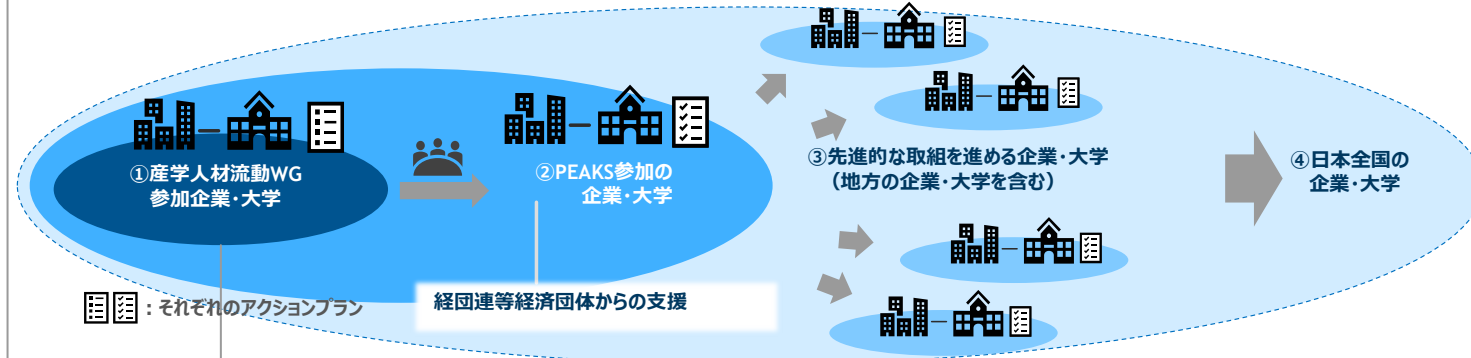 ①産学人材流動WG
参加企業・大学
②PEAKS参加の
企業・大学
③先進的な取組を進める企業・大学
（地方の企業・大学を含む）
④日本全国の
企業・大学
：それぞれのアクションプラン
経団連等経済団体からの支援